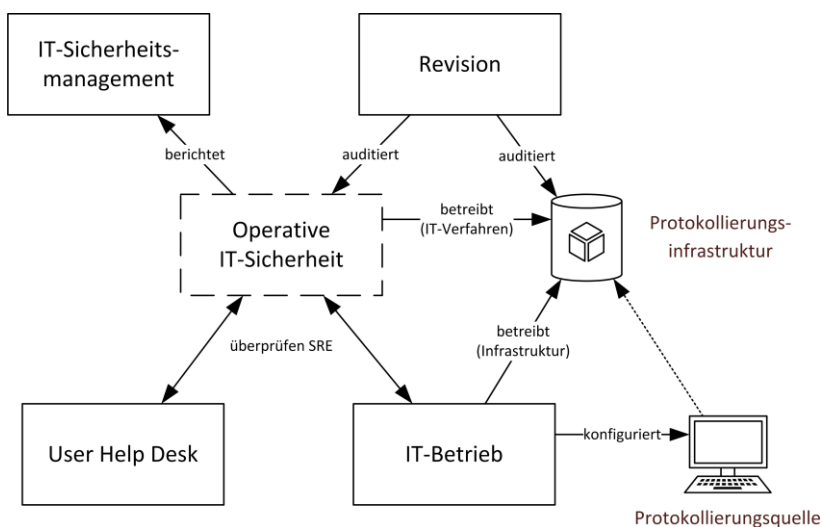 IT-Sicherheits-
management
Revision
berichtet
auditiert
auditiert
Operative
IT-Sicherheit
betreibt
(IT-Verfahren)
Protokollierungs-
infrastruktur
überprüfen SRE
betreibt
(Infrastruktur)
User Help Desk
IT-Betrieb
konfiguriert
Protokollierungsquelle